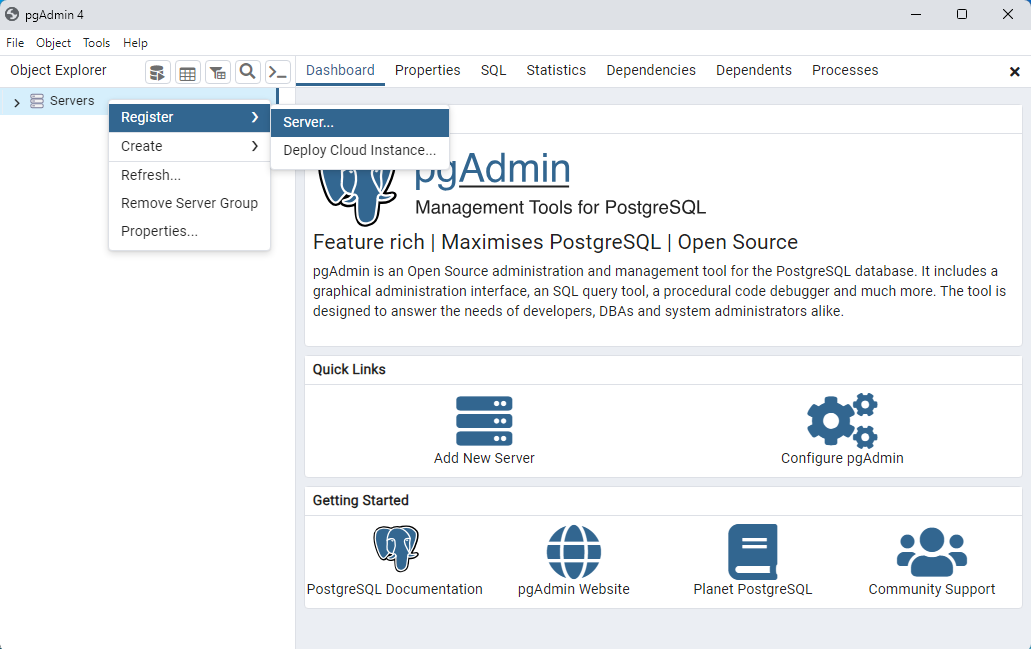 pgAdmin 4
File Object Tools Help
Object Explorer
Dashboard Properties SQL Statistics Dependencies Dependents Processes
Servers
Register
Create
Refresh...
Remove Server Group
Properties...
Server...
Deploy Cloud Instance...
pgAdmin
Management Tools for PostgreSQL
Feature rich | Maximises PostgreSQL | Open Source
pgAdmin is an Open Source administration and management tool for the PostgreSQL database. It includes a
graphical administration interface, an SQL query tool, a procedural code debugger and much more. The tool is
designed to answer the needs of developers, DBAs and system administrators alike.
Quick Links
Add New Server
Configure pgAdmin
Getting Started
PostgreSQL Documentation
pgAdmin Website
Planet PostgreSQL
Community Support